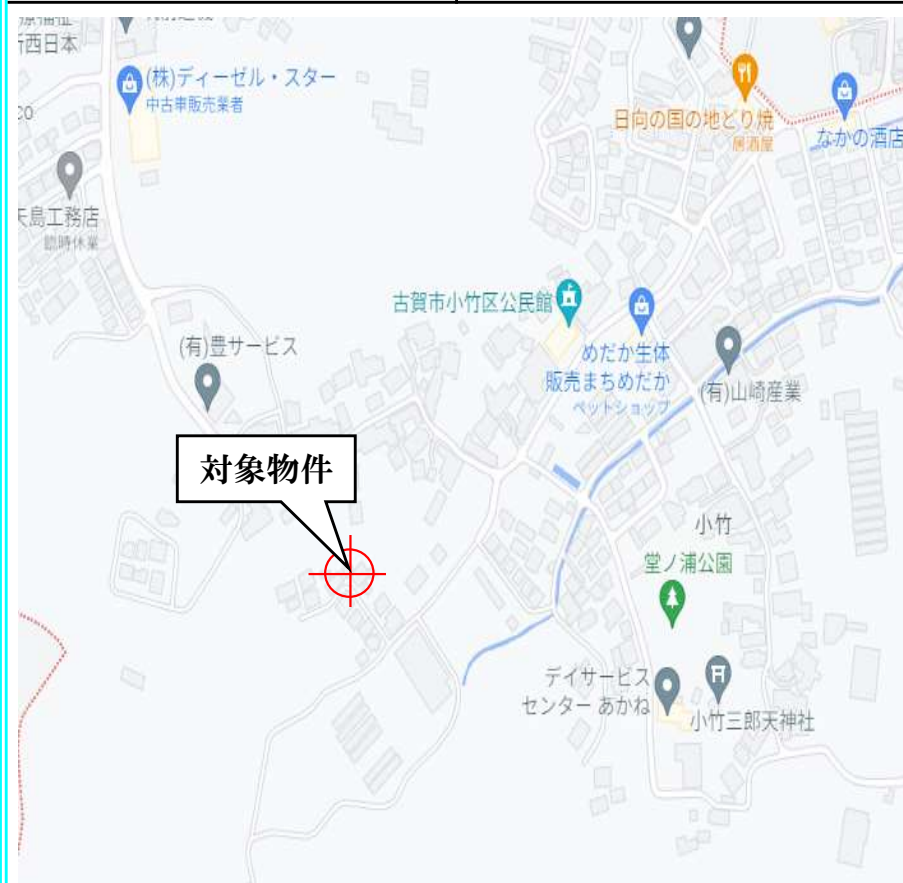 西日本
(株)ディーゼル・スター
中古車販売業者
日向の国の地どり焼
居酒屋
なかの酒店
co
島工務店
臨時休業
古賀市小竹区公民館
(有)豊サービス
めだか生体
販売まちめだか
ペットショップ
(有)山崎産業
対象物件
小竹
堂ノ浦公園
デイサービス
センター あかね
小竹三郎天神社